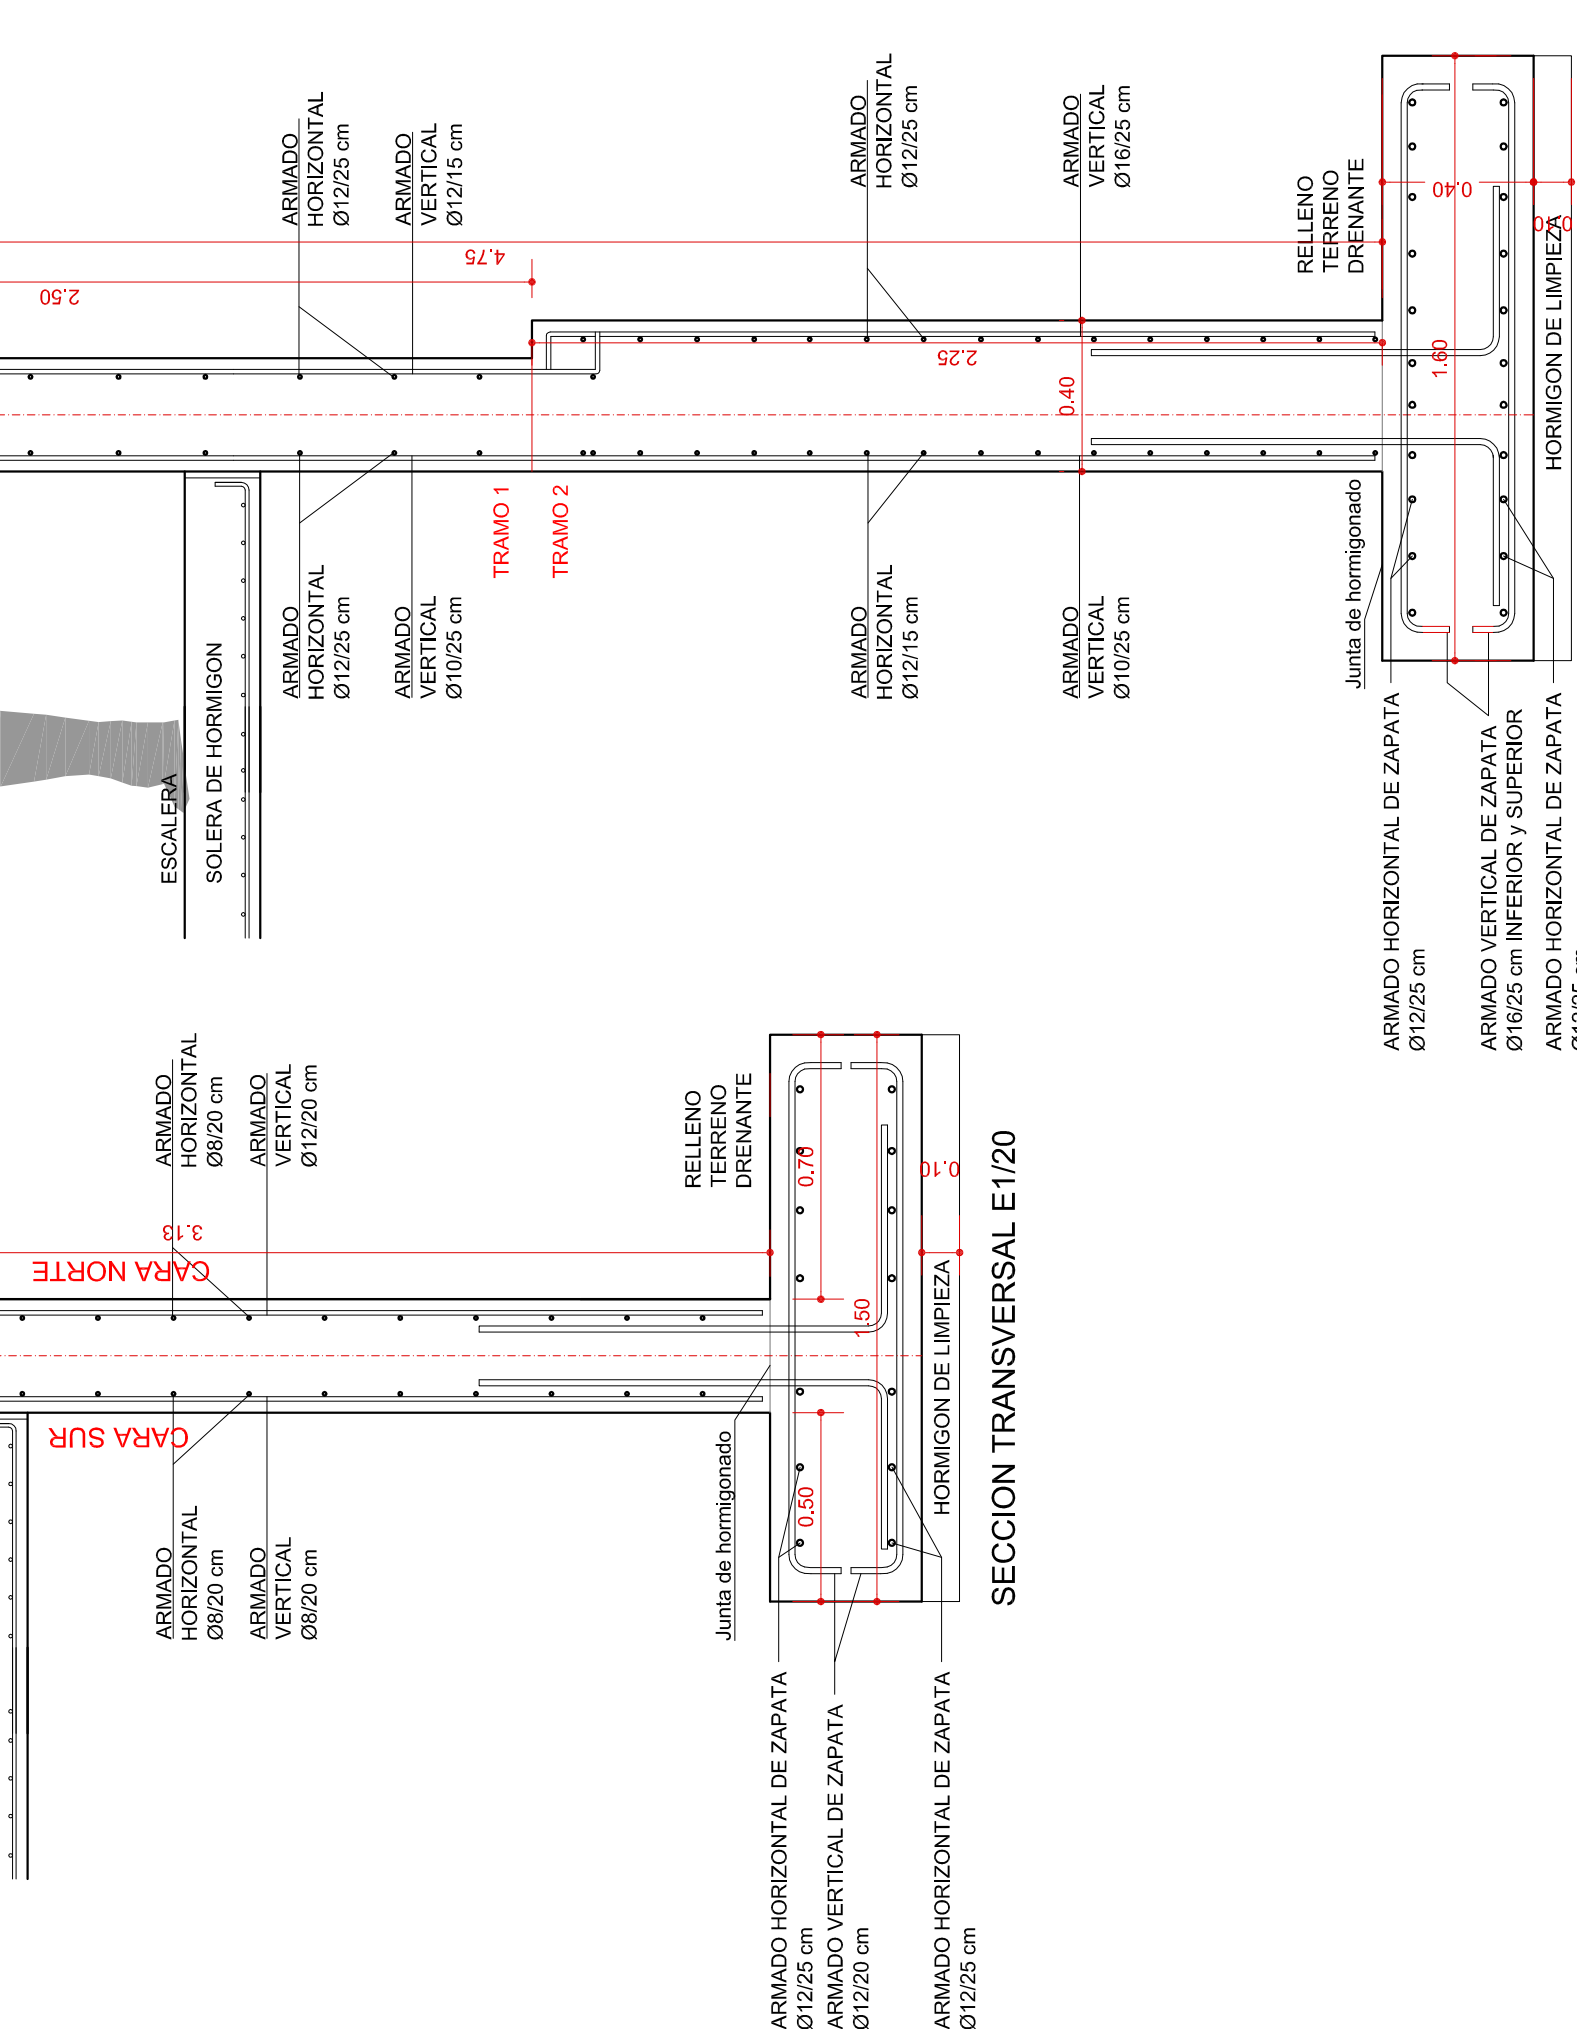 ARMADO
HORIZONTAL
Ø12/25 cm
ARMADO
VERTICAL
Ø12/15 cm
ARMADO
HORIZONTAL
Ø12/25 cm
ARMADO
VERTICAL
Ø16/25 cm
RELLENO
TERRENO
DRENANTE
2.50
4.75
2.25
0.40
0.40
1.60
0.10
HORMIGON DE LIMPIEZA
TRAMO 1
TRAMO 2
ESCALERA
SOLERA DE HORMIGON
ARMADO
HORIZONTAL
Ø12/25 cm
ARMADO
VERTICAL
Ø10/25 cm
ARMADO
HORIZONTAL
Ø12/15 cm
ARMADO
VERTICAL
Ø10/25 cm
Junta de hormigonado
ARMADO HORIZONTAL DE ZAPATA
Ø12/25 cm
ARMADO VERTICAL DE ZAPATA
Ø16/25 cm INFERIOR y SUPERIOR
ARMADO HORIZONTAL DE ZAPATA
ARMADO
HORIZONTAL
Ø8/20 cm
ARMADO
VERTICAL
Ø12/20 cm
RELLENO
TERRENO
DRENANTE
3.13
CARA NORTE
CARA SUR
0.70
1.50
0.50
0.10
HORMIGON DE LIMPIEZA
ARMADO
HORIZONTAL
Ø8/20 cm
ARMADO
VERTICAL
Ø8/20 cm
Junta de hormigonado
ARMADO HORIZONTAL DE ZAPATA
Ø12/25 cm
ARMADO VERTICAL DE ZAPATA
Ø12/20 cm
ARMADO HORIZONTAL DE ZAPATA
Ø12/25 cm
SECCION TRANSVERSAL E1/20